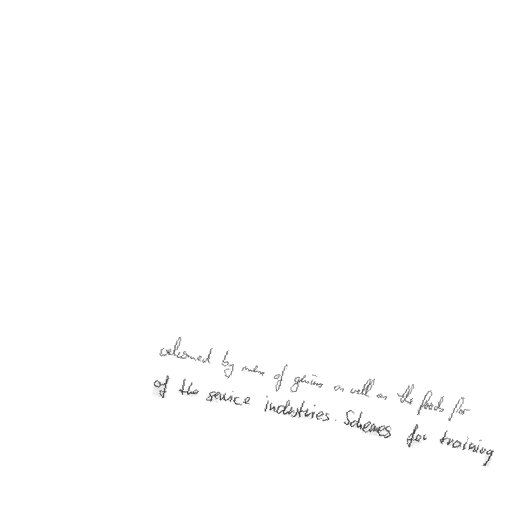 welcomed by men of genius as well as the foods for
of the service industries. Schemes for training